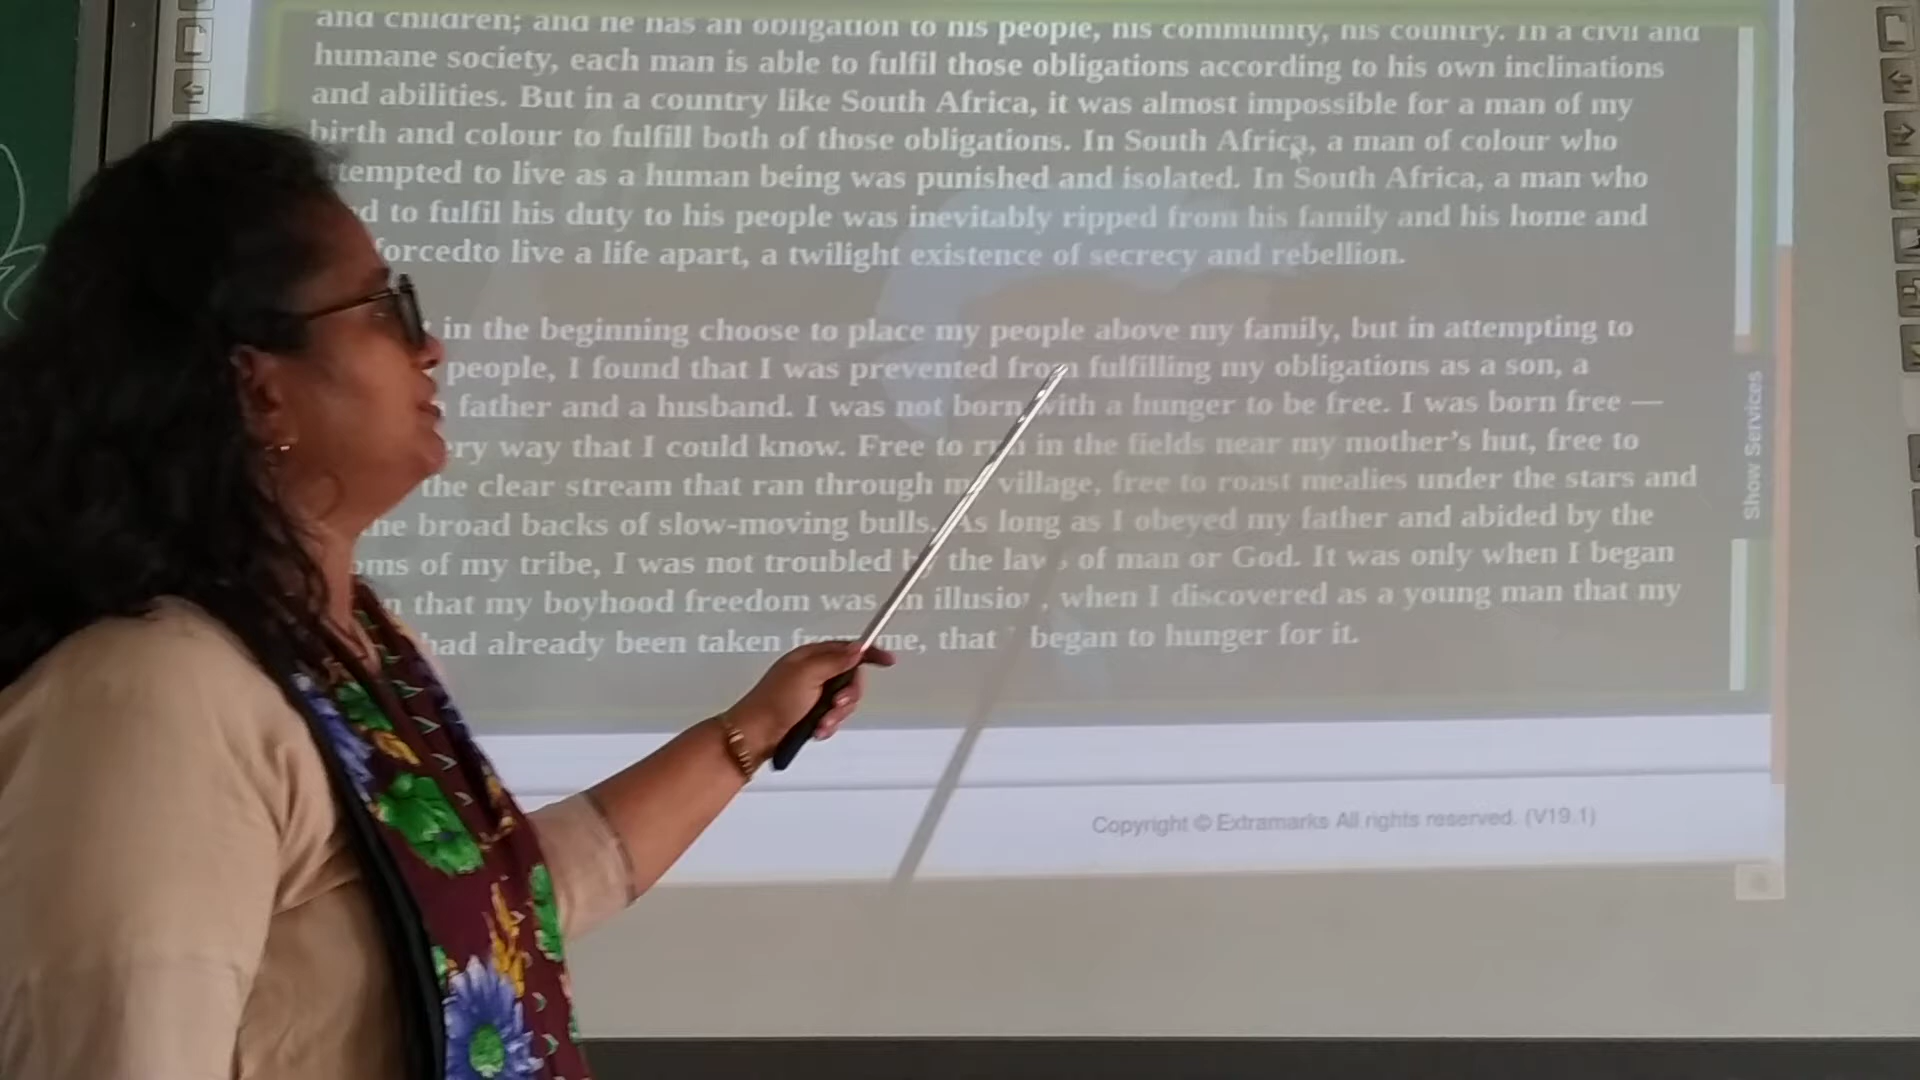 and children; and he has an obligation to his people, his community, his country. In a civil and
humane society, each man is able to fulfil those obligations according to his own inclinations
and abilities. But in a country like South Africa, it was almost impossible for a man of my
birth and colour to fulfill both of those obligations. In South Africa, a man of colour who
tempted to live as a human being was punished and isolated. In South Africa, a man who
d to fulfil his duty to his people was inevitably ripped from his family and his home and
forcedto live a life apart, a twilight existence of secrecy and rebellion.
in the beginning choose to place my people above my family, but in attempting to
people, I found that I was prevented from fulfilling my obligations as a son, a
father and a husband. I was not born with a hunger to be free. I was born free —
ery way that I could know. Free to run in the fields near my mother's hut, free to
the clear stream that ran through my village, free to roast mealies under the stars and
he broad backs of slow-moving bulls. As long as I obeyed my father and abided by the
oms of my tribe, I was not troubled by the laws of man or God. It was only when I began
n that my boyhood freedom was an illusion, when I discovered as a young man that my
had already been taken from me, that began to hunger for it.
Show Services
Copyright © Extramarks All rights reserved. (V19.1)